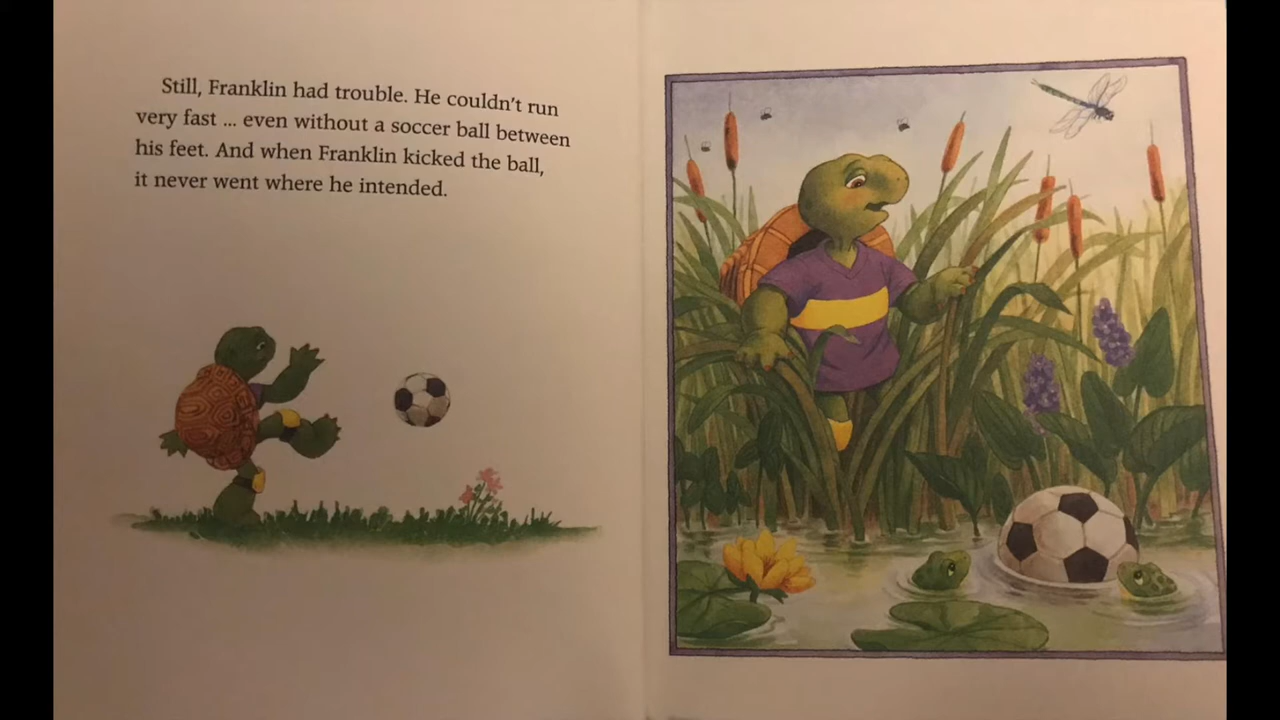 Still, Franklin had trouble. He couldn't run
very fast ... even without a soccer ball between
his feet. And when Franklin kicked the ball,
it never went where he intended.